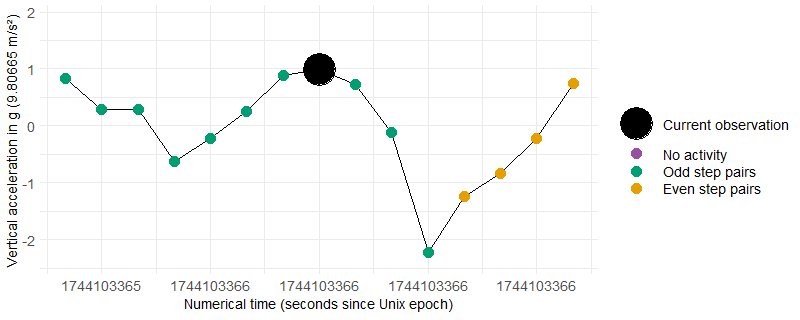 2
1
0
-1
-2
Vertical acceleration in g (9.80665 m/s²)
1744103365 1744103366 1744103366 1744103366 1744103366
Numerical time (seconds since Unix epoch)
Current observation
No activity
Odd step pairs
Even step pairs